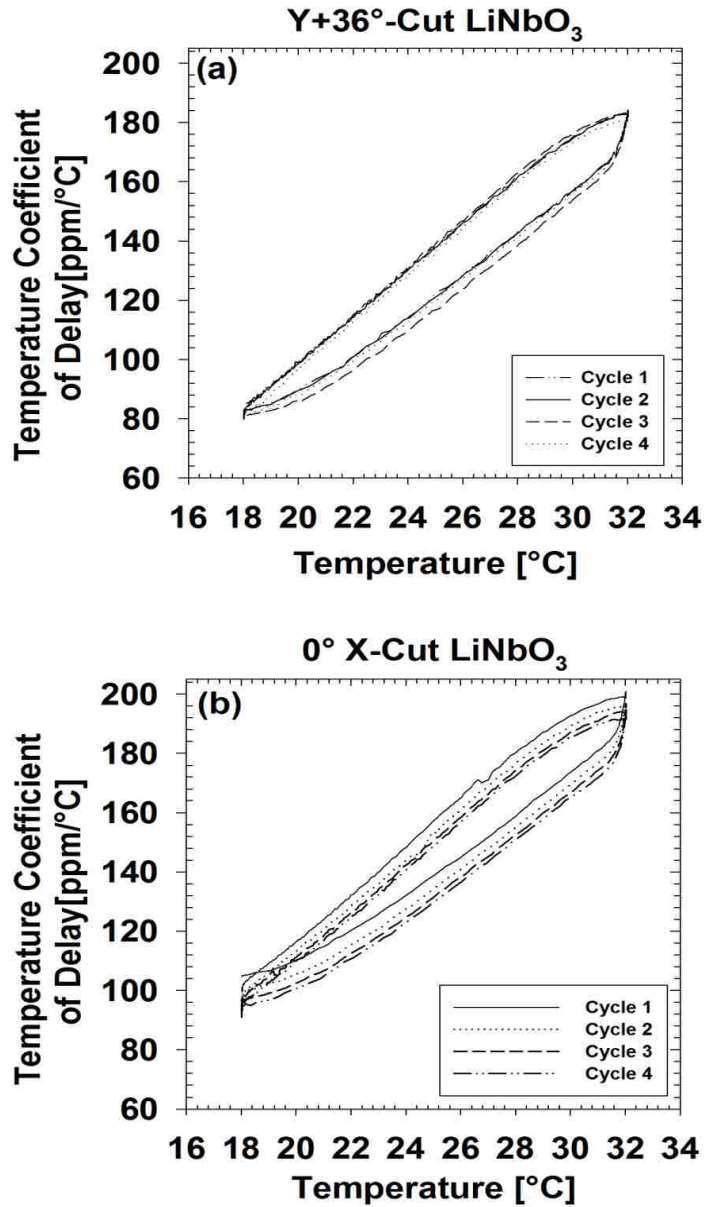 Y+36°-Cut LiNbO3
(a)
200
180
160
140
120
100
80
60
Temperature Coefficient
of Delay[ppm/°C]
Cycle 1
Cycle 2
Cycle 3
Cycle 4
16 18 20 22 24 26 28 30 32 34
Temperature [°C]
0° X-Cut LiNbO3
(b)
200
180
160
140
120
100
80
60
Temperature Coefficient
of Delay[ppm/°C]
Cycle 1
Cycle 2
Cycle 3
Cycle 4
16 18 20 22 24 26 28 30 32 34
Temperature [°C]